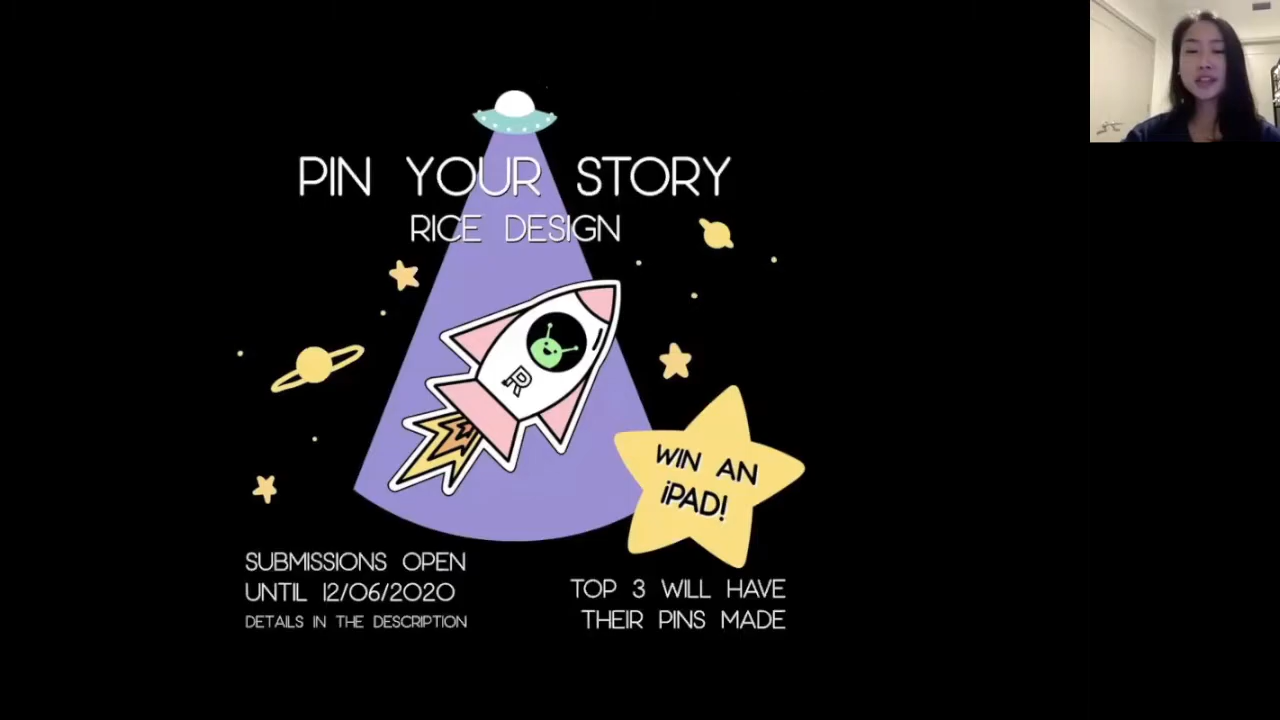 PIN YOUR STORY
RICE DESIGN
R
WIN AN
iPAD!
SUBMISSIONS OPEN
UNTIL 12/06/2020
DETAILS IN THE DESCRIPTION
TOP 3 WILL HAVE
THEIR PINS MADE